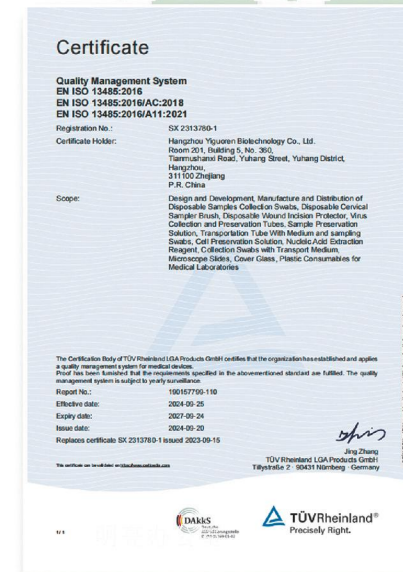 Certificate
Quality Management System
EN ISO 13485:2016
EN ISO 13485:2016/AC:2018
EN ISO 13485:2016/A11:2021
Registration No.: SX 2313780-1
Certificate Holder: Hangzhou Yiguoren Biotechnology Co., Ltd.
Room 201, Building 5, No. 360,
Tianmushanxi Road, Yuhang Street, Yuhang District,
Hangzhou,
311100 Zhejiang
P.R. China
Scope: Design and Development, Manufacture and Distribution of
Disposable Samples Collection Swabs, Disposable Cervical
Sampler Brush, Disposable Wound Incision Protector, Virus
Collection and Preservation Tubes, Sample Preservation
Solution, Transportation Tube With Medium and sampling
Swabs, Cell Preservation Solution, Nucleic Acid Extraction
Reagent, Collection Swabs with Transport Medium,
Microscope Slides, Cover Glass, Plastic Consumables for
Medical Laboratories
The Certification Body of TÜV Rheinland LGA Products GmbH certifies that the organization has established and applies
a quality management system for medical devices.
Proof has been furnished that the requirements specified in the abovementioned standard are fulfilled. The quality
management system is subject to yearly surveillance.
Report No.: 190157799-110
Effective date: 2024-09-25
Expiry date: 2027-09-24
Issue date: 2024-09-20
Replaces certificate SX 2313780-1 issued 2023-09-15
Jing Zhang
TÜV Rheinland LGA Products GmbH
Tillystraße 2 · 90431 Nürnberg · Germany
This certificate can be validated on
1/1
DAkkS
TÜVRheinland®
Precisely Right.